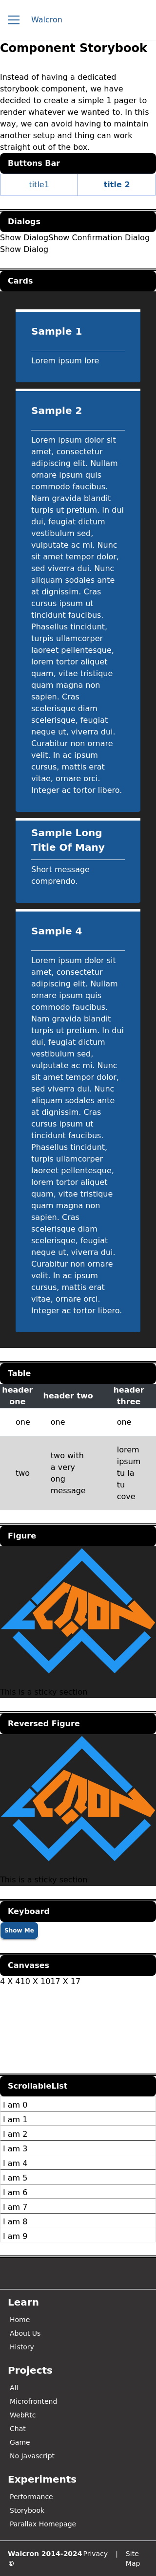 Walcron
Component Storybook
Instead of having a dedicated
storybook component, we have
decided to create a simple 1 pager to
render whatever we wanted to. In this
way, we can avoid having to maintain
another setup and thing can work
straight out of the box.
Buttons Bar
title1 title 2
Dialogs
Show DialogShow Confirmation Dialog
Show Dialog
Cards
Sample 1
Lorem ipsum lore
Sample 2
Lorem ipsum dolor sit
amet, consectetur
adipiscing elit. Nullam
ornare ipsum quis
commodo faucibus.
Nam gravida blandit
turpis ut pretium. In dui
dui, feugiat dictum
vestibulum sed,
vulputate ac mi. Nunc
sit amet tempor dolor,
sed viverra dui. Nunc
aliquam sodales ante
at dignissim. Cras
cursus ipsum ut
tincidunt faucibus.
Phasellus tincidunt,
turpis ullamcorper
laoreet pellentesque,
lorem tortor aliquet
quam, vitae tristique
quam magna non
sapien. Cras
scelerisque diam
scelerisque, feugiat
neque ut, viverra dui.
Curabitur non ornare
velit. In ac ipsum
cursus, mattis erat
vitae, ornare orci.
Integer ac tortor libero.
Sample Long
Title Of Many
Short message
comprendo.
Sample 4
Lorem ipsum dolor sit
amet, consectetur
adipiscing elit. Nullam
ornare ipsum quis
commodo faucibus.
Nam gravida blandit
turpis ut pretium. In dui
dui, feugiat dictum
vestibulum sed,
vulputate ac mi. Nunc
sit amet tempor dolor,
sed viverra dui. Nunc
aliquam sodales ante
at dignissim. Cras
cursus ipsum ut
tincidunt faucibus.
Phasellus tincidunt,
turpis ullamcorper
laoreet pellentesque,
lorem tortor aliquet
quam, vitae tristique
quam magna non
sapien. Cras
scelerisque diam
scelerisque, feugiat
neque ut, viverra dui.
Curabitur non ornare
velit. In ac ipsum
cursus, mattis erat
vitae, ornare orci.
Integer ac tortor libero.
Table
header one header two header three
one one one
two two with a very ong message lorem ipsum tu la tu cove
Figure
CRON
This is a sticky section
Reversed Figure
CRON
This is a sticky section
Keyboard
Show Me
Canvases
4 X 410 X 1017 X 17
ScrollableList
I am 0
I am 1
I am 2
I am 3
I am 4
I am 5
I am 6
I am 7
I am 8
I am 9
Learn
Home
About Us
History
Projects
All
Microfrontend
WebRtc
Chat
Game
No Javascript
Experiments
Performance
Storybook
Parallax Homepage
Walcron 2014-2024 © Privacy | Site Map